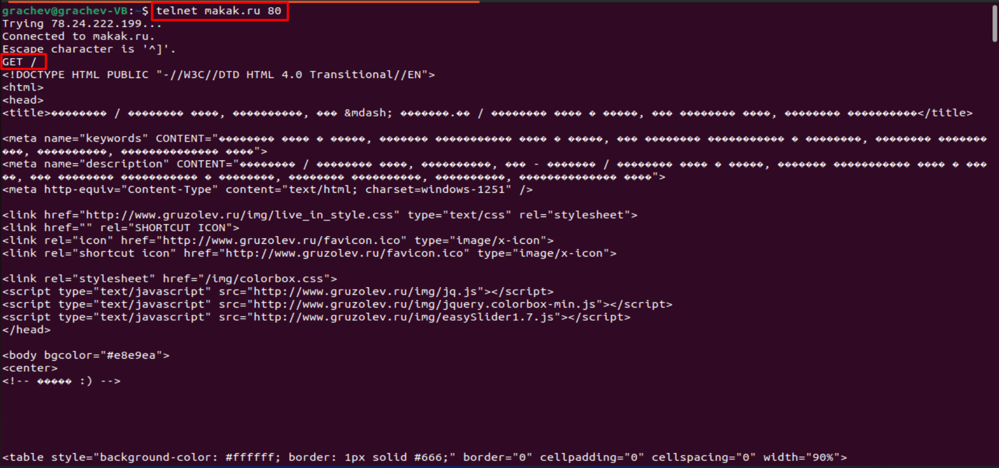 grachev@grachev-VB:~$ telnet makak.ru 80
Trying 78.24.222.199...
Connected to makak.ru.
Escape character is '^]'.
GET /
<!DOCTYPE HTML PUBLIC "-//W3C//DTD HTML 4.0 Transitional//EN">
<html>
<head>
<title>�������� / �������� ����, ����������, ��� &mdash; �������.�� / �������� ���� � �����, ��� �������� ����, �������� ����������</title>
<meta name="keywords" CONTENT="�������� ���� � �����, ������� ����������� ���� � �����, ��� �������� ����������� � ��������, �������� �������
���, ����������, �������������� ����">
<meta name="description" CONTENT="�������� / �������� ����, ����������, ��� - ������� / �������� ���� � �����, ������� ����������� ���� � ���
��, ��� �������� ����������� � ��������, �������� ����������, ����������, �������������� ����">
<meta http-equiv="Content-Type" content="text/html; charset=windows-1251" />
<link href="http://www.gruzolev.ru/img/live_in_style.css" type="text/css" rel="stylesheet">
<link href="" rel="SHORTCUT ICON">
<link rel="icon" href="http://www.gruzolev.ru/favicon.ico" type="image/x-icon">
<link rel="shortcut icon" href="http://www.gruzolev.ru/favicon.ico" type="image/x-icon">
<link rel="stylesheet" href="/img/colorbox.css">
<script type="text/javascript" src="http://www.gruzolev.ru/img/jq.js"></script>
<script type="text/javascript" src="http://www.gruzolev.ru/img/jquery.colorbox-min.js"></script>
<script type="text/javascript" src="http://www.gruzolev.ru/img/easySlider1.7.js"></script>
</head>
<body bgcolor="#e8e9ea">
<center>
<!-- ����� :) -->
<table style="background-color: #ffffff; border: 1px solid #666;" border="0" cellpadding="0" cellspacing="0" width="90%">